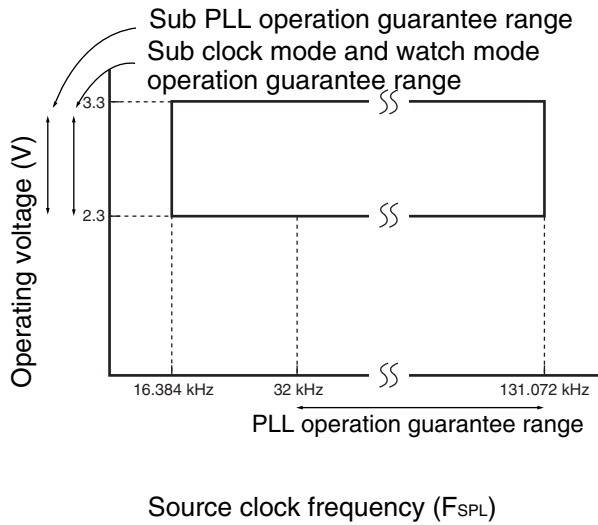 Sub PLL operation guarantee range
Sub clock mode and watch mode
operation guarantee range
3.3
Operating voltage (V)
2.3
16.384 kHz
32 kHz
131.072 kHz
PLL operation guarantee range
Source clock frequency (FSPL)